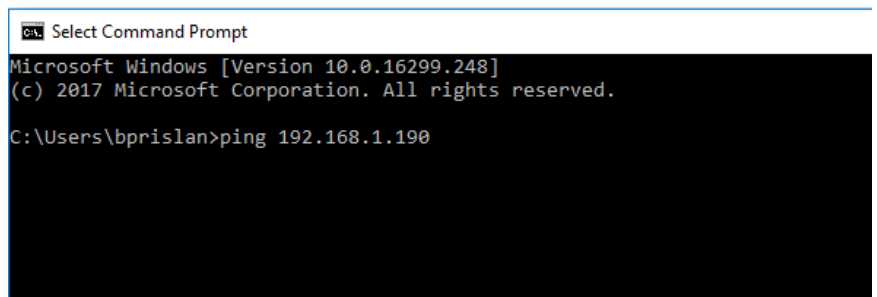 Select Command Prompt
Microsoft Windows [Version 10.0.16299.248]
(c) 2017 Microsoft Corporation. All rights reserved.
C:\Users\bprislan>ping 192.168.1.190